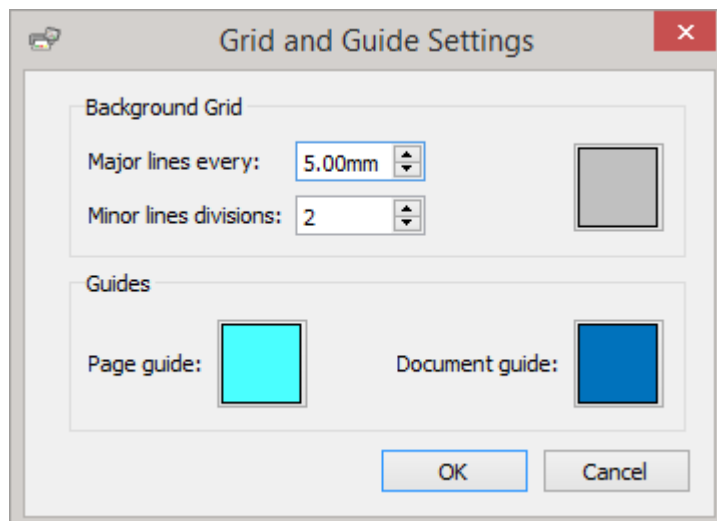 Grid and Guide Settings
Background Grid
Major lines every: 5.00mm
Minor lines divisions: 2
Guides
Page guide: Document guide:
OK Cancel